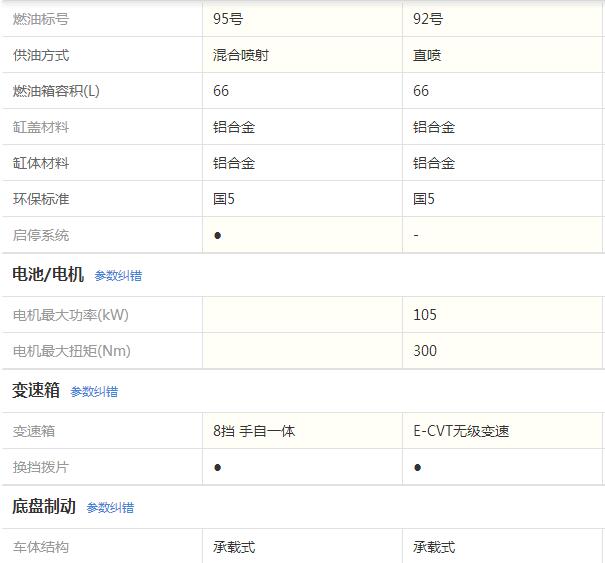 燃油标号 95号 92号
供油方式 混合喷射 直喷
燃油箱容积(L) 66 66
缸盖材料 铝合金 铝合金
缸体材料 铝合金 铝合金
环保标准 国5 国5
启停系统 ● -
电池/电机 参数纠错
电机最大功率(kW) 105
电机最大扭矩(Nm) 300
变速箱 参数纠错
变速箱 8挡 手自一体 E-CVT无级变速
换挡拨片 ● ●
底盘制动 参数纠错
车体结构 承载式 承载式